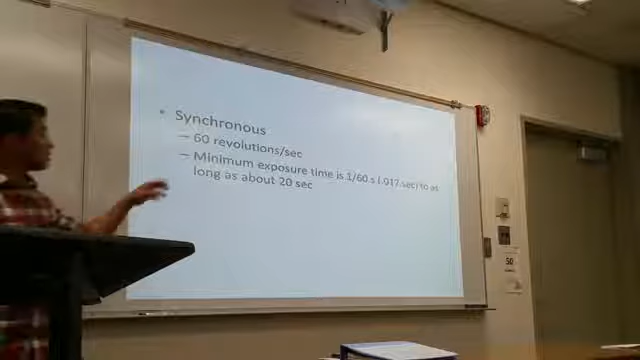 • Synchronous
– 60 revolutions/sec
– Minimum exposure time is 1/60 s (.017 sec) to as
long as about 20 sec
50